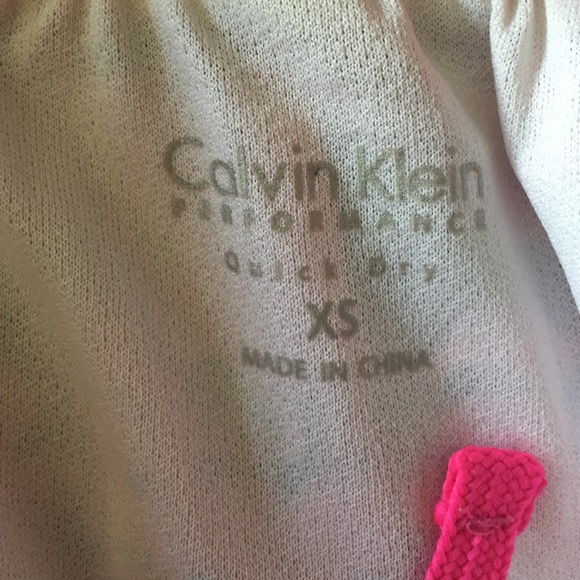 Calvin Klein
PERFORMANCE
Quick Dry
XS
MADE IN CHINA